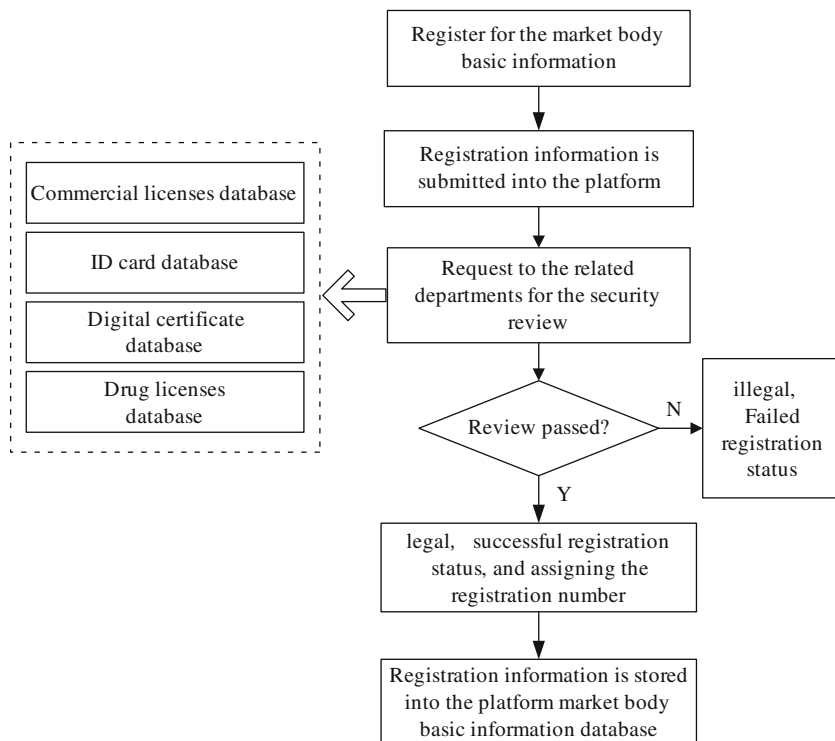 Register for the market body
basic information
Registration information is
submitted into the platform
Commercial licenses database
ID card database
Digital certificate
database
Drug licenses
database
Request to the related
departments for the security
review
Review passed?
N
illegal,
Failed
registration
status
Y
legal, successful registration
status, and assigning the
registration number
Registration information is stored
into the platform market body
basic information database